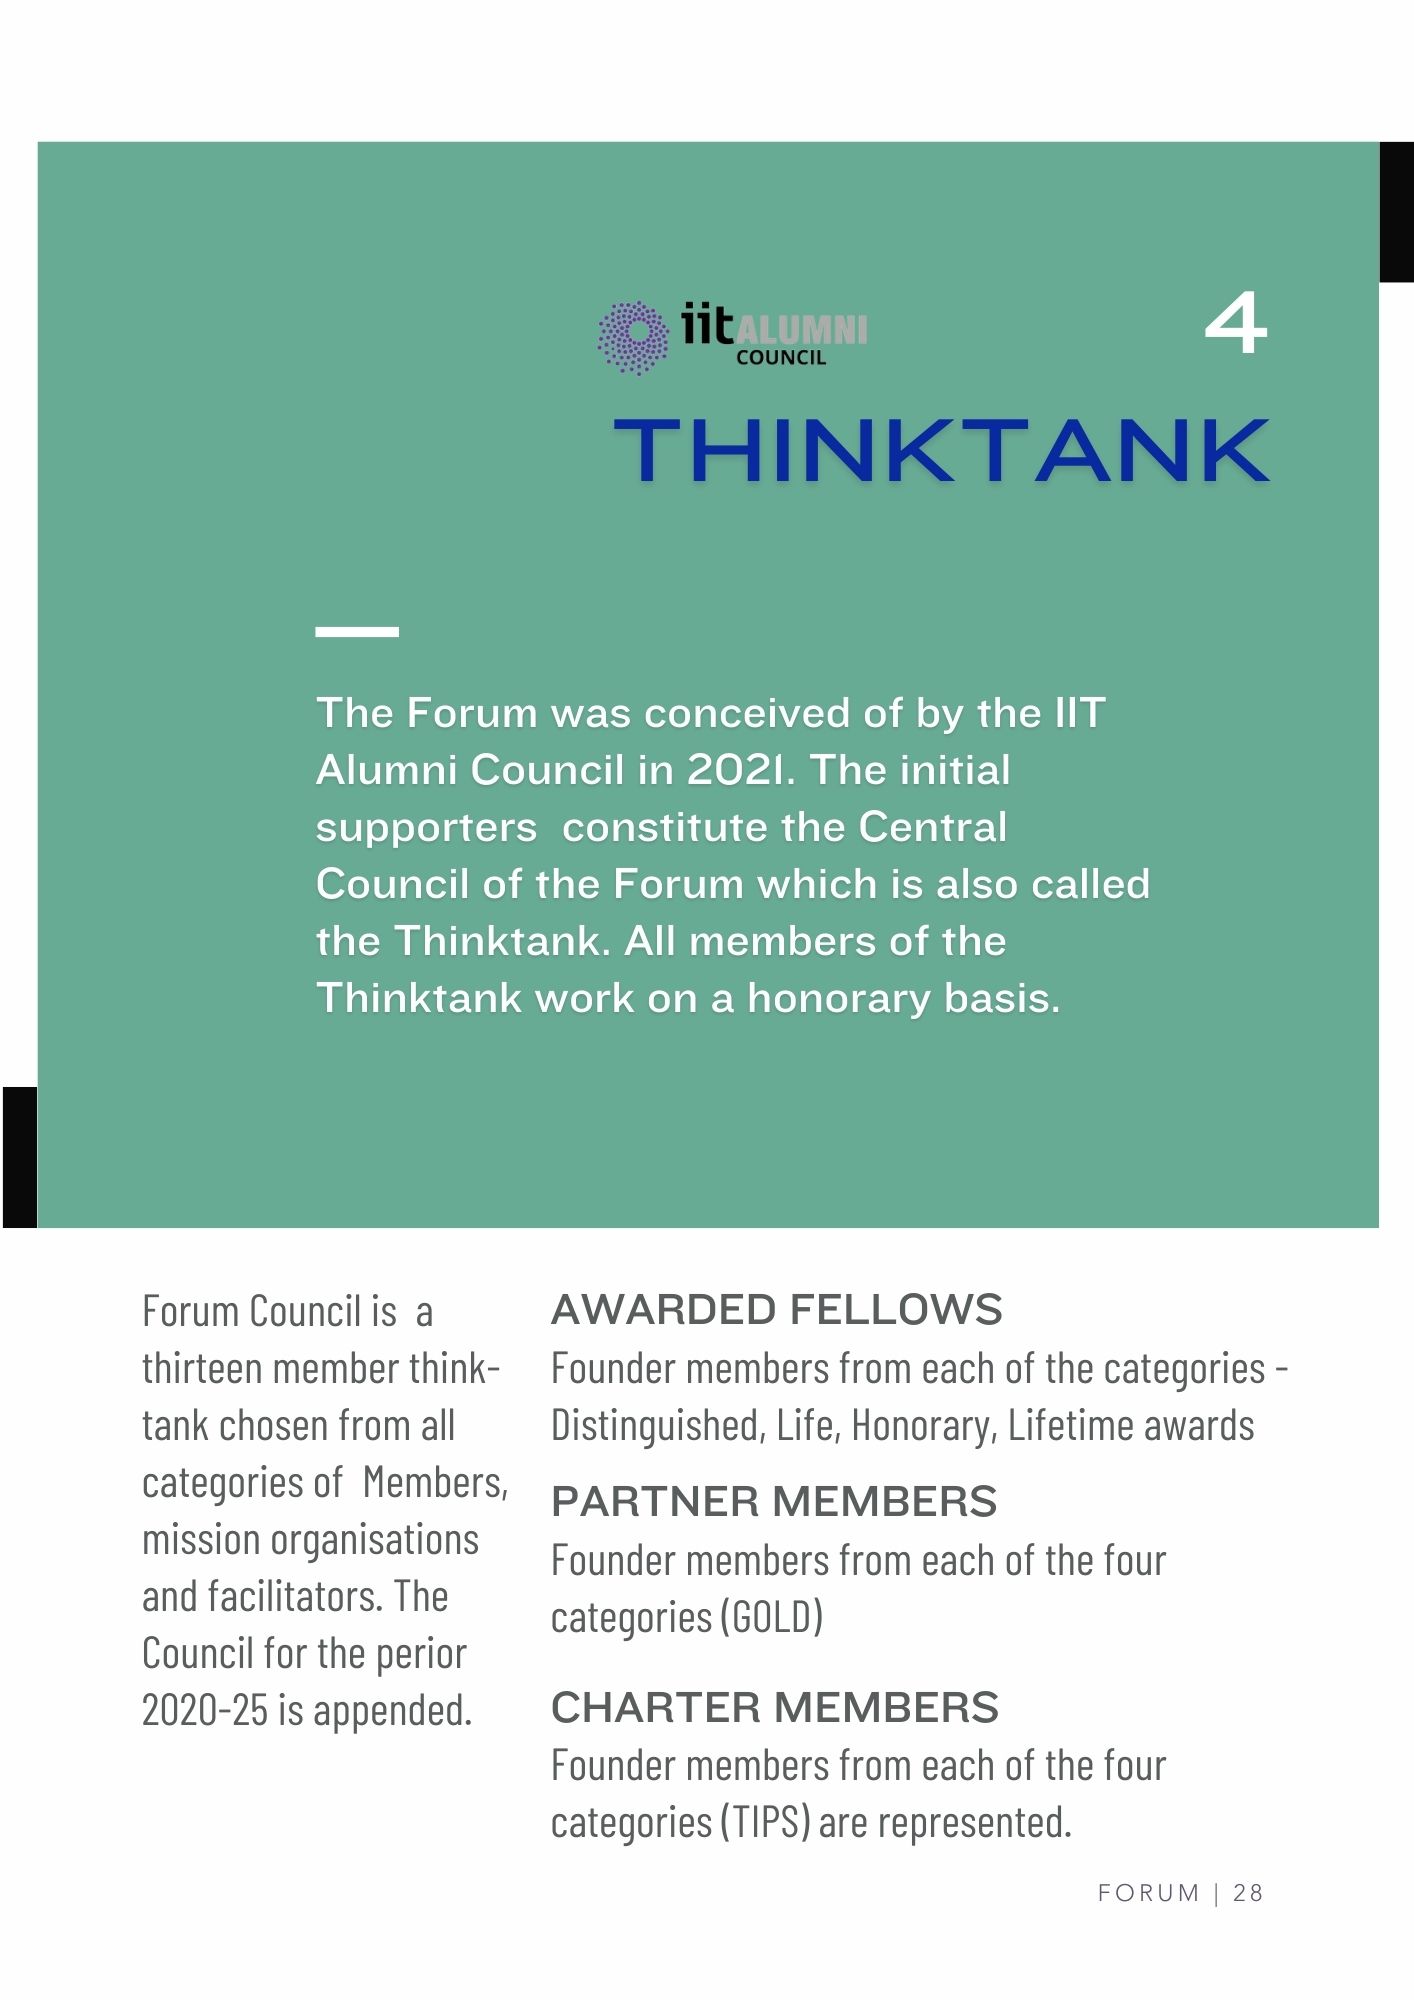 iit ALUMNI
COUNCIL
4
THINKTANK
The Forum was conceived of by the IIT
Alumni Council in 2021. The initial
supporters  constitute the Central
Council of the Forum which is also called
the Thinktank. All members of the
Thinktank work on a honorary basis.
Forum Council is  a
thirteen member think-
tank chosen from all
categories of  Members,
mission organisations
and facilitators. The
Council for the perior
2020-25 is appended.
AWARDED FELLOWS
Founder members from each of the categories -
Distinguished, Life, Honorary, Lifetime awards
PARTNER MEMBERS
Founder members from each of the four
categories (GOLD)
CHARTER MEMBERS
Founder members from each of the four
categories (TIPS) are represented.
FORUM | 28